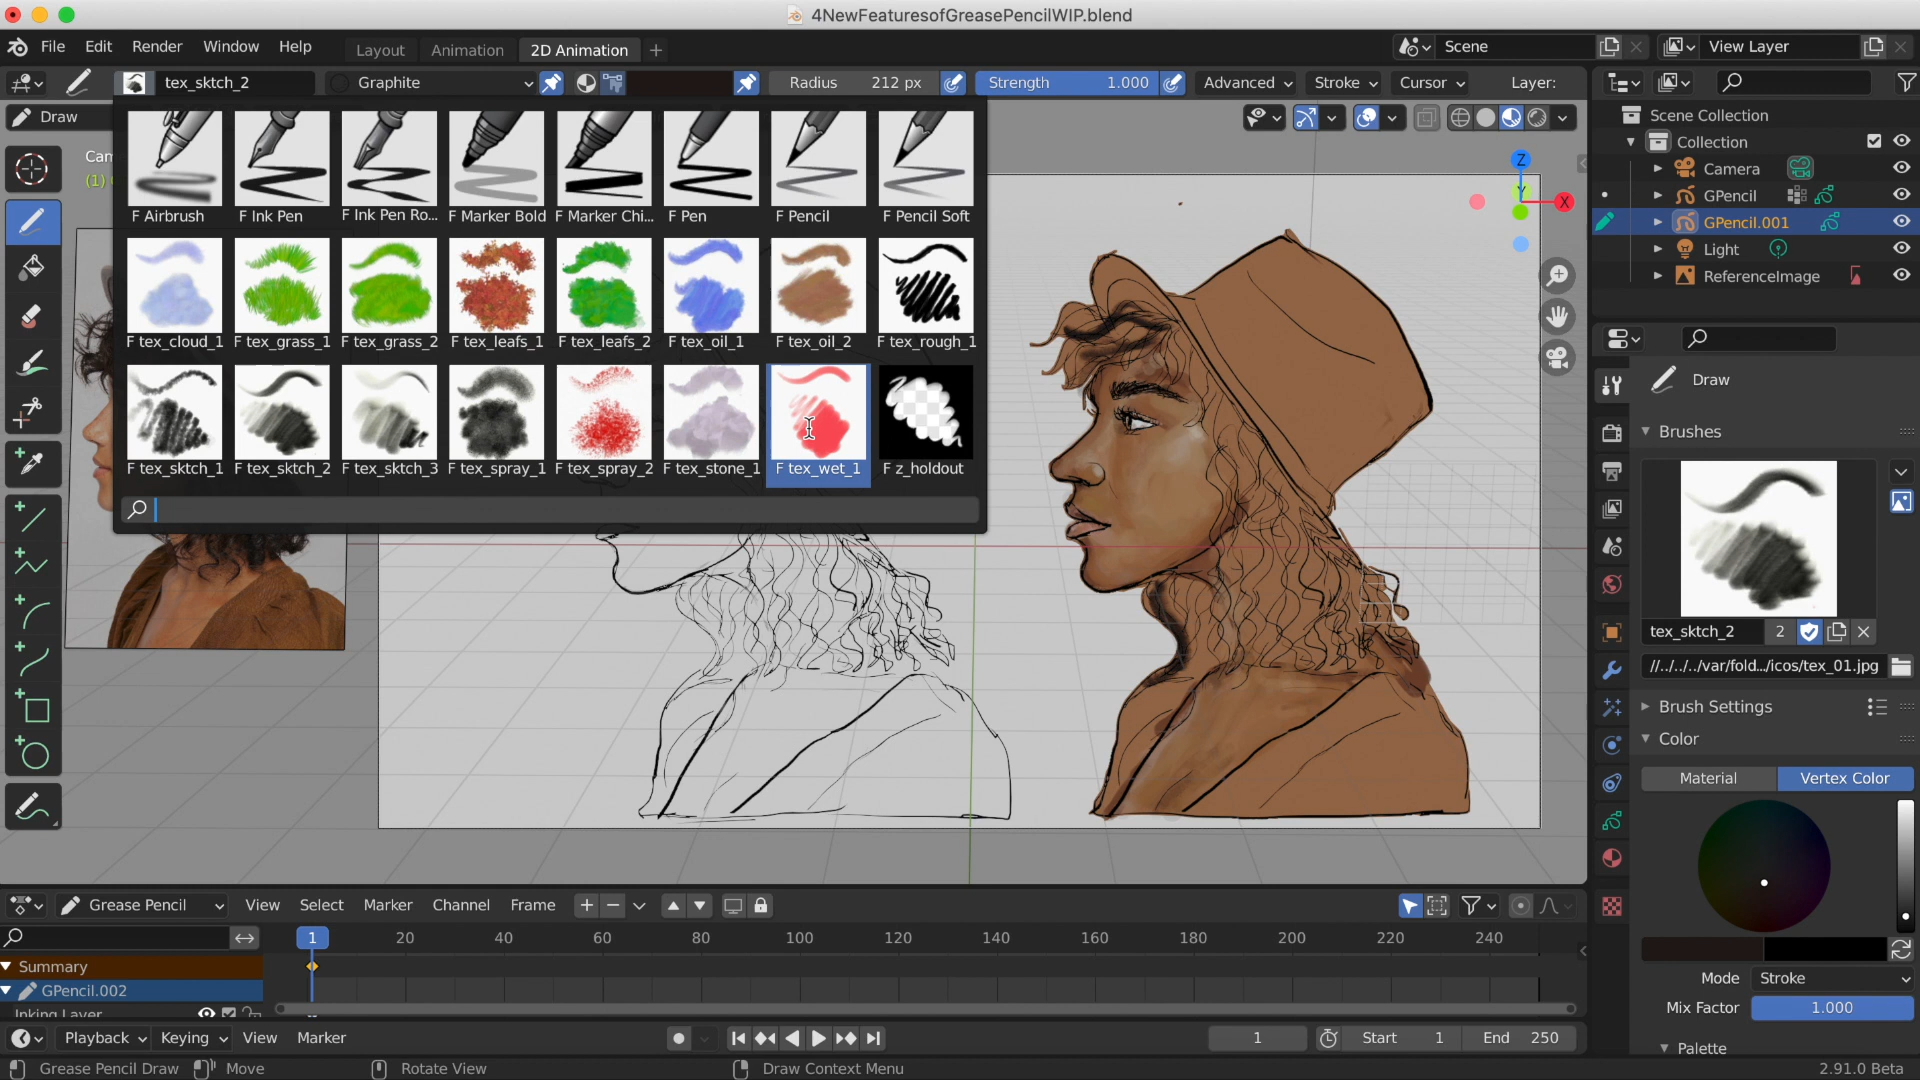 4NewFeaturesofGreasePencilWIP.blend
File Edit Render Window Help Layout Animation 2D Animation + Scene View Layer
tex_sktch_2 Graphite Radius 212 px Strength 1.000 Advanced Stroke Cursor Layer:
Draw
Cam
(1)
F Airbrush F Ink Pen F Ink Pen Ro... F Marker Bold F Marker Chi... F Pen F Pencil F Pencil Soft
F tex_cloud_1 F tex_grass_1 F tex_grass_2 F tex_leafs_1 F tex_leafs_2 F tex_oil_1 F tex_oil_2 F tex_rough_1
F tex_sktch_1 F tex_sktch_2 F tex_sktch_3 F tex_spray_1 F tex_spray_2 F tex_stone_1 F tex_wet_1 F z_holdout
Z
Y
X
Scene Collection
Collection
Camera
GPencil
GPencil.001
Light
ReferenceImage
Draw
Brushes
tex_sktch_2 2
//../../../var/fold../icos/tex_01.jpg
Brush Settings
Color
Material Vertex Color
Mode Stroke
Mix Factor 1.000
Palette
Grease Pencil View Select Marker Channel Frame
1 20 40 60 80 100 120 140 160 180 200 220 240
Summary
GPencil.002
Inking Layer
Playback Keying View Marker 1 Start 1 End 250
Grease Pencil Draw Move Rotate View Draw Context Menu 2.91.0 Beta